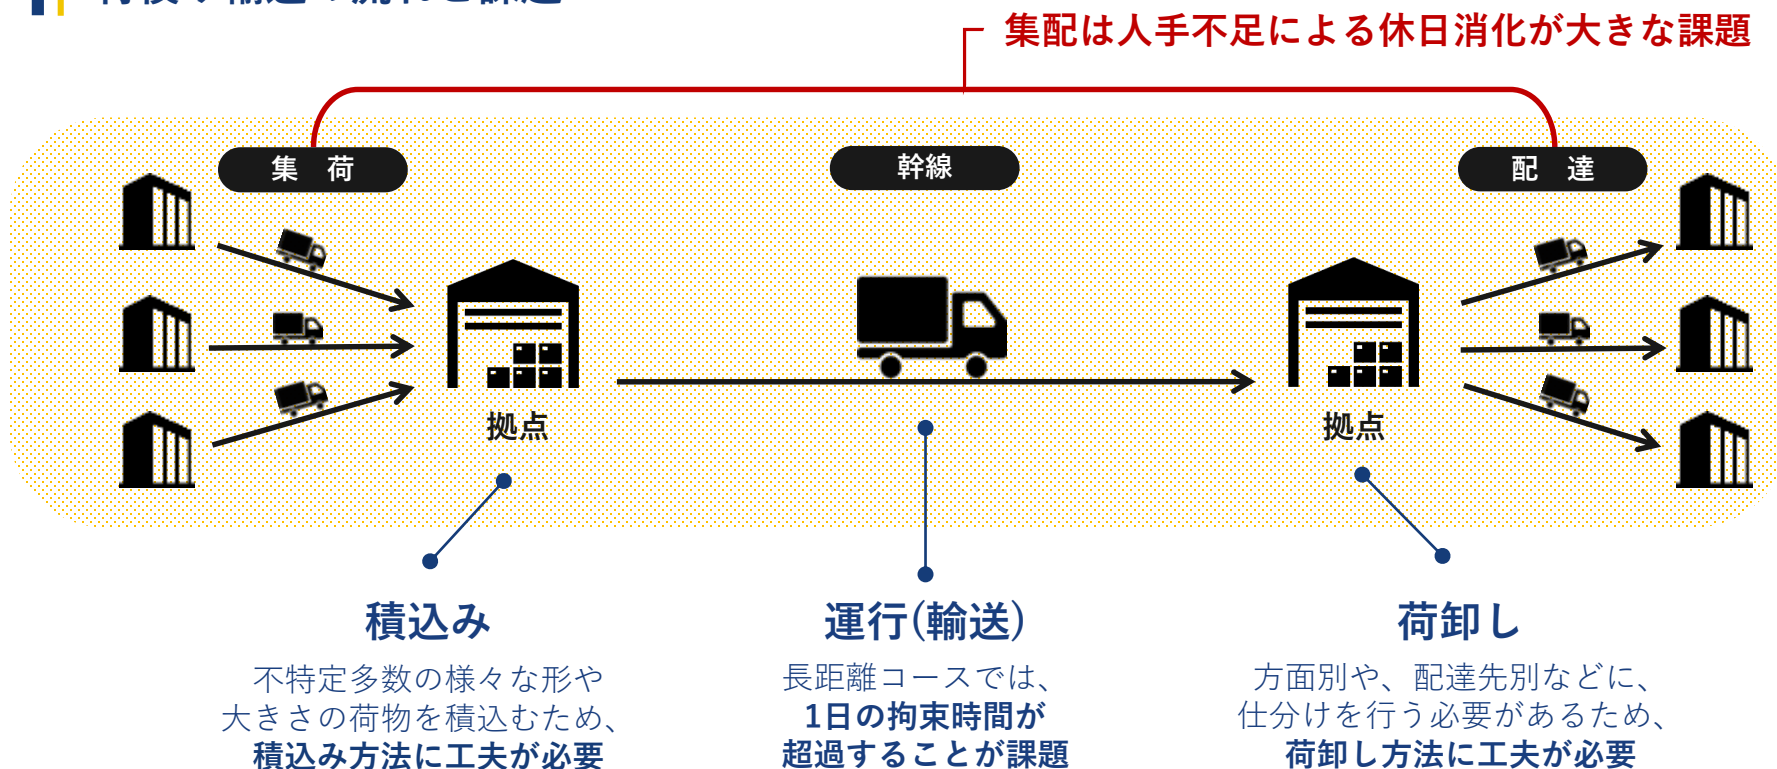 集配は人手不足による休日消化が大きな課題
集　荷
幹線
配　達
拠点
拠点
積込み
不特定多数の様々な形や
大きさの荷物を積込むため、
積込み方法に工夫が必要
運行(輸送)
長距離コースでは、
1日の拘束時間が
超過することが課題
荷卸し
方面別や、配達先別などに、
仕分けを行う必要があるため、
荷卸し方法に工夫が必要